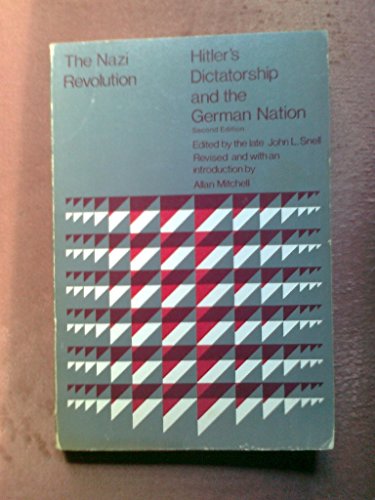 The Nazi
Revolution
Hitler's
Dictatorship
and the
German Nation
Second Edition
Edited by the late John L. Snell
Revised and with an
introduction by
Allan Mitchell